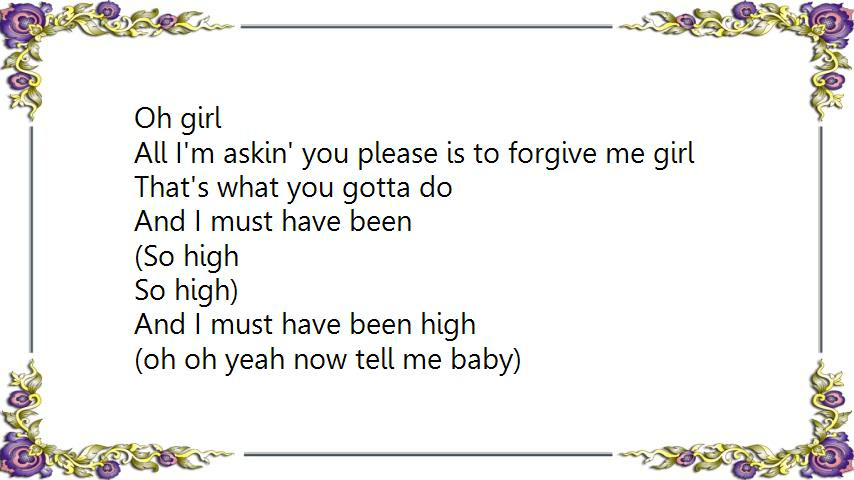 Oh girl
All I'm askin' you please is to forgive me girl
That's what you gotta do
And I must have been
(So high
So high)
And I must have been high
(oh oh yeah now tell me baby)